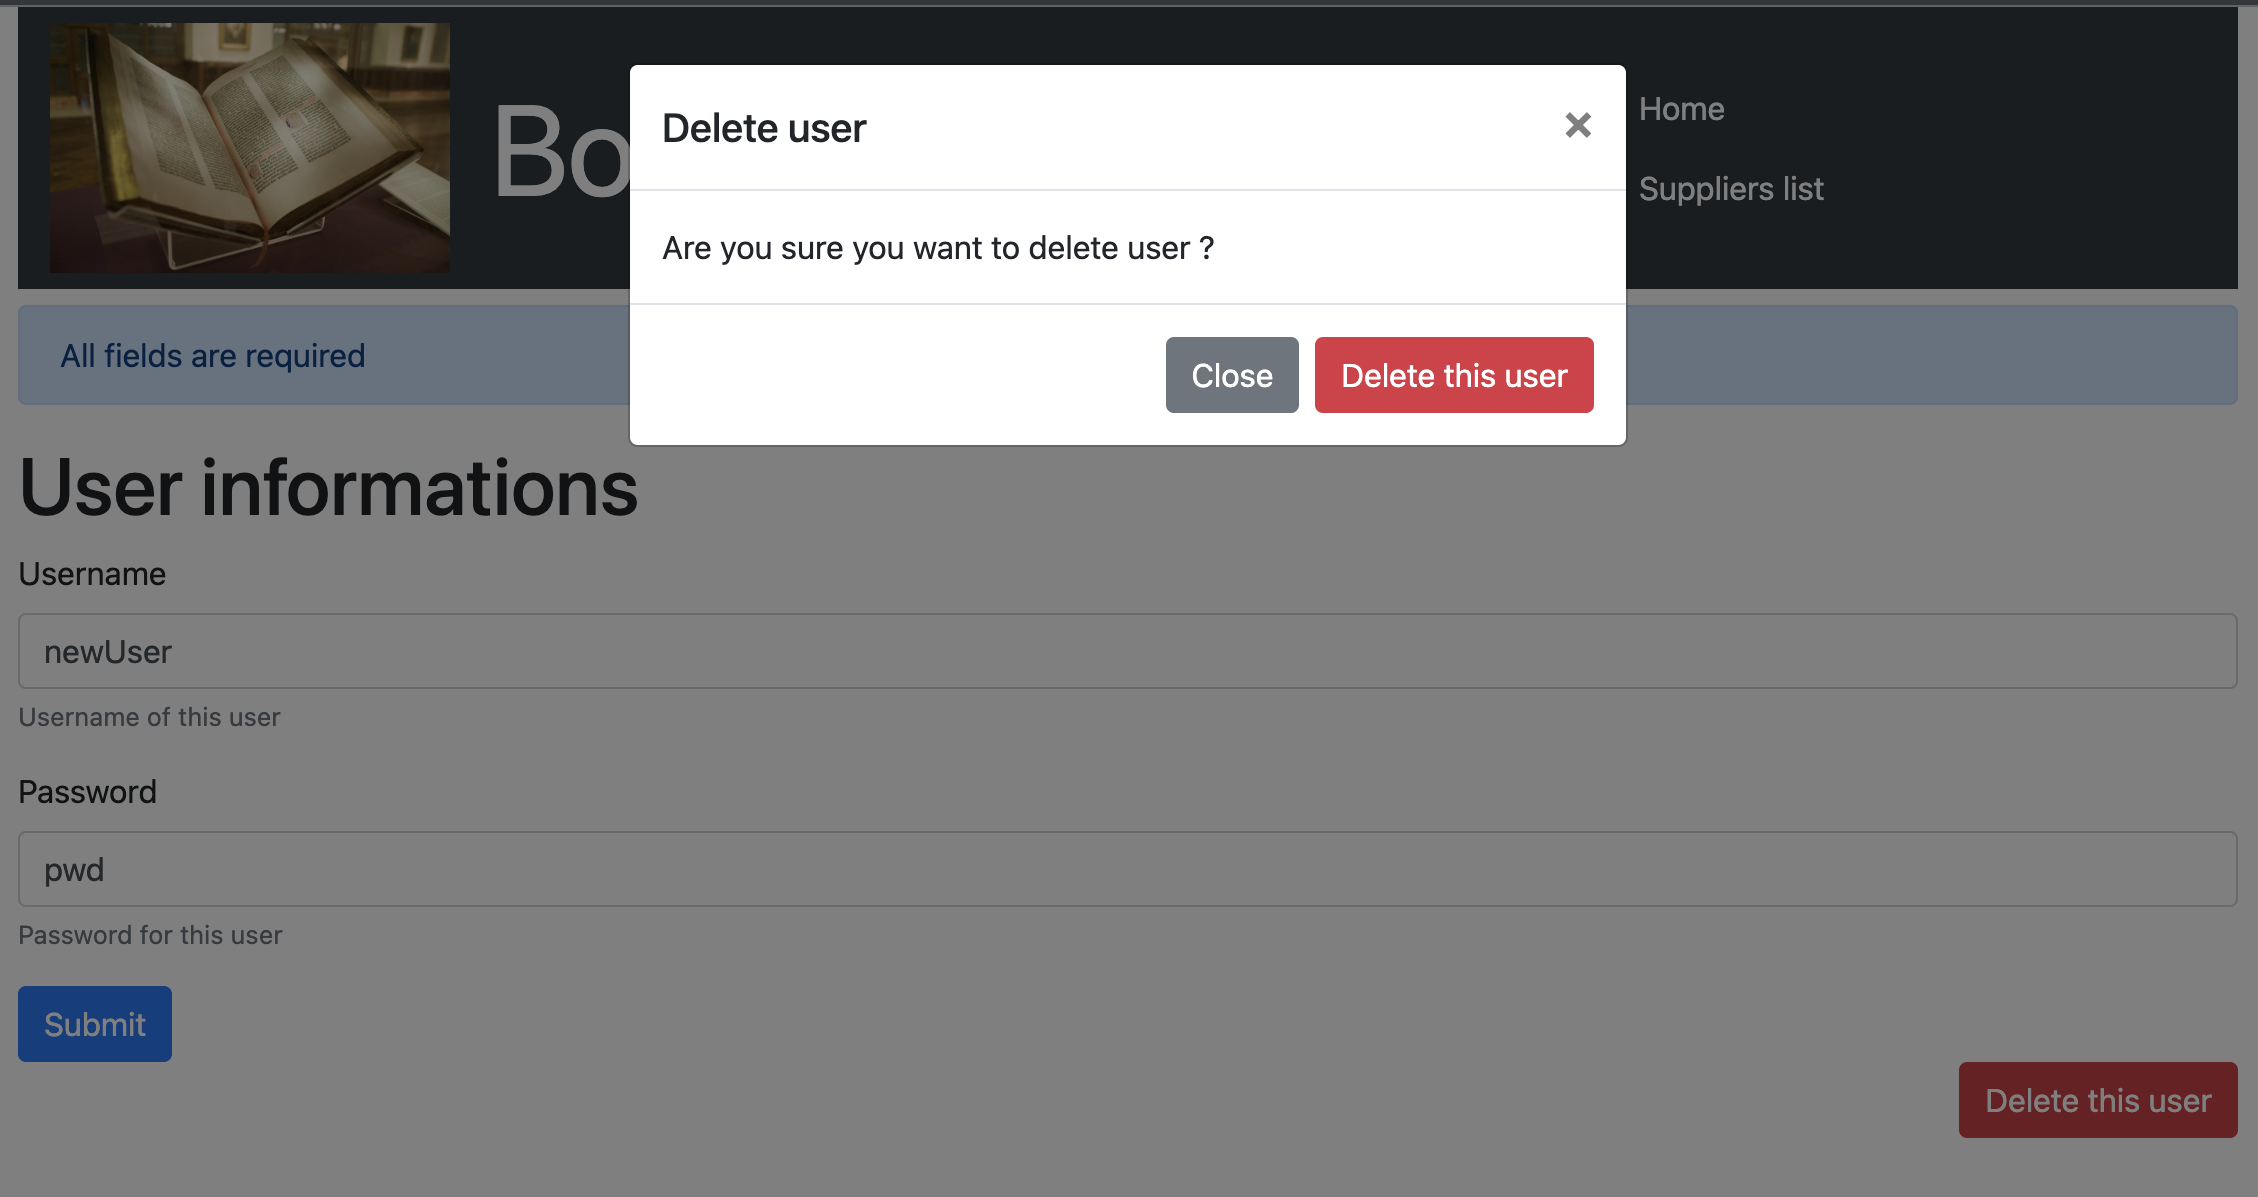 Bo
Home
Suppliers list
Delete user
×
Are you sure you want to delete user ?
Close
Delete this user
All fields are required
User informations
Username
newUser
Username of this user
Password
pwd
Password for this user
Submit
Delete this user